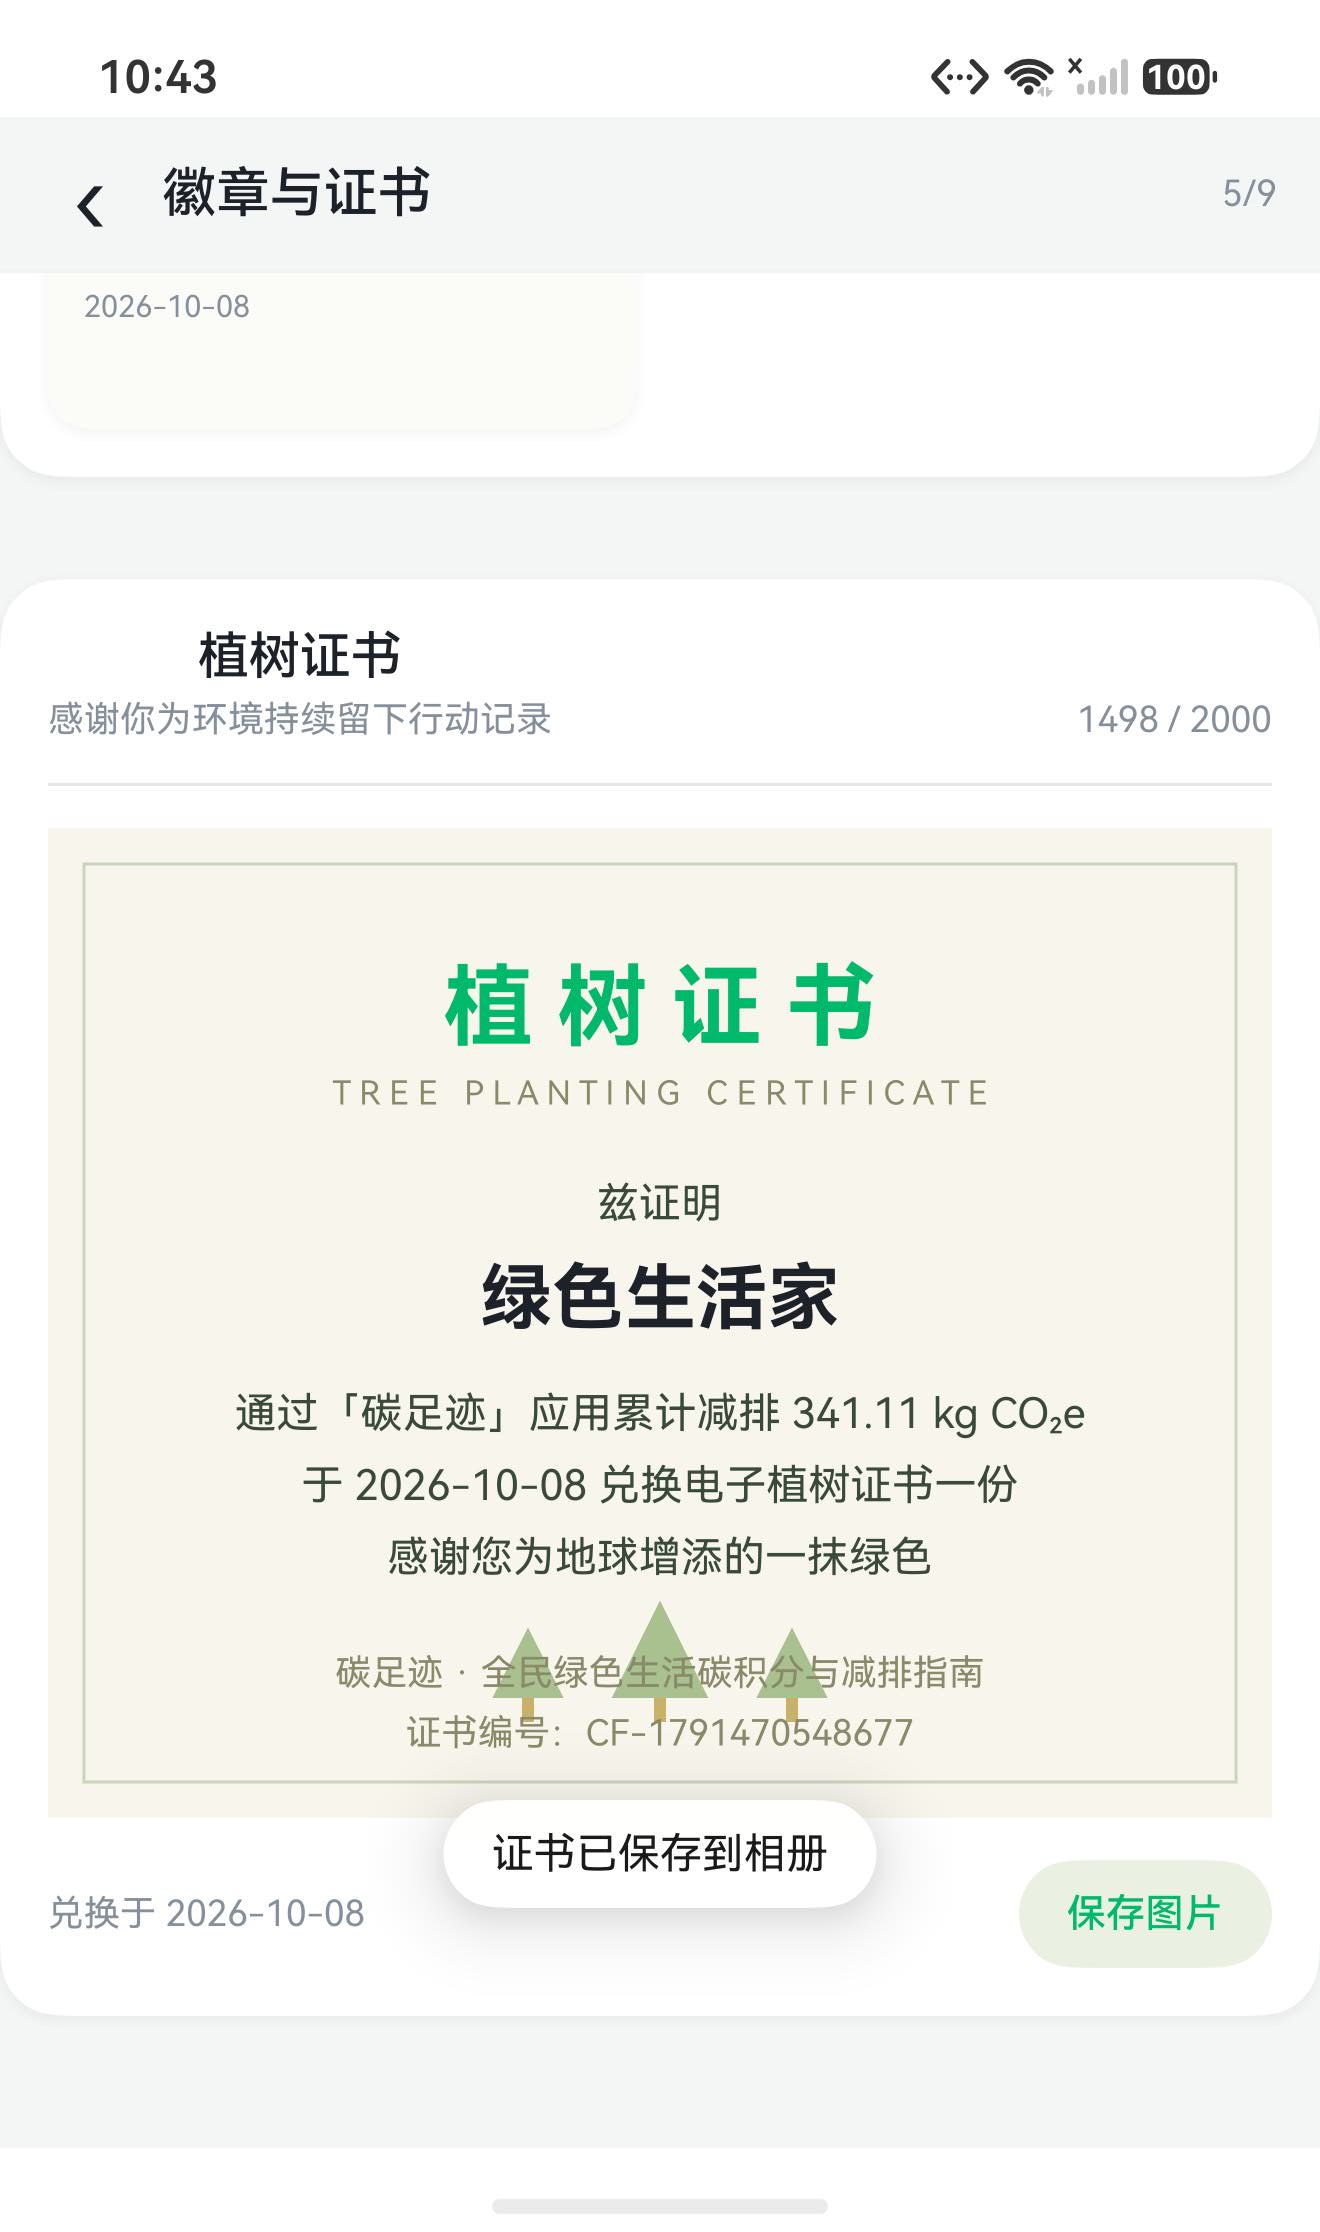 10:43
100
徽章与证书
5/9
2026-10-08
植树证书
感谢你为环境持续留下行动记录
1498 / 2000
植树证书
TREE PLANTING CERTIFICATE
兹证明
绿色生活家
通过「碳足迹」应用累计减排 341.11 kg CO₂e
于 2026-10-08 兑换电子植树证书一份
感谢您为地球增添的一抹绿色
碳足迹 · 全民绿色生活碳积分与减排指南
证书编号：CF-1791470548677
证书已保存到相册
兑换于 2026-10-08
保存图片